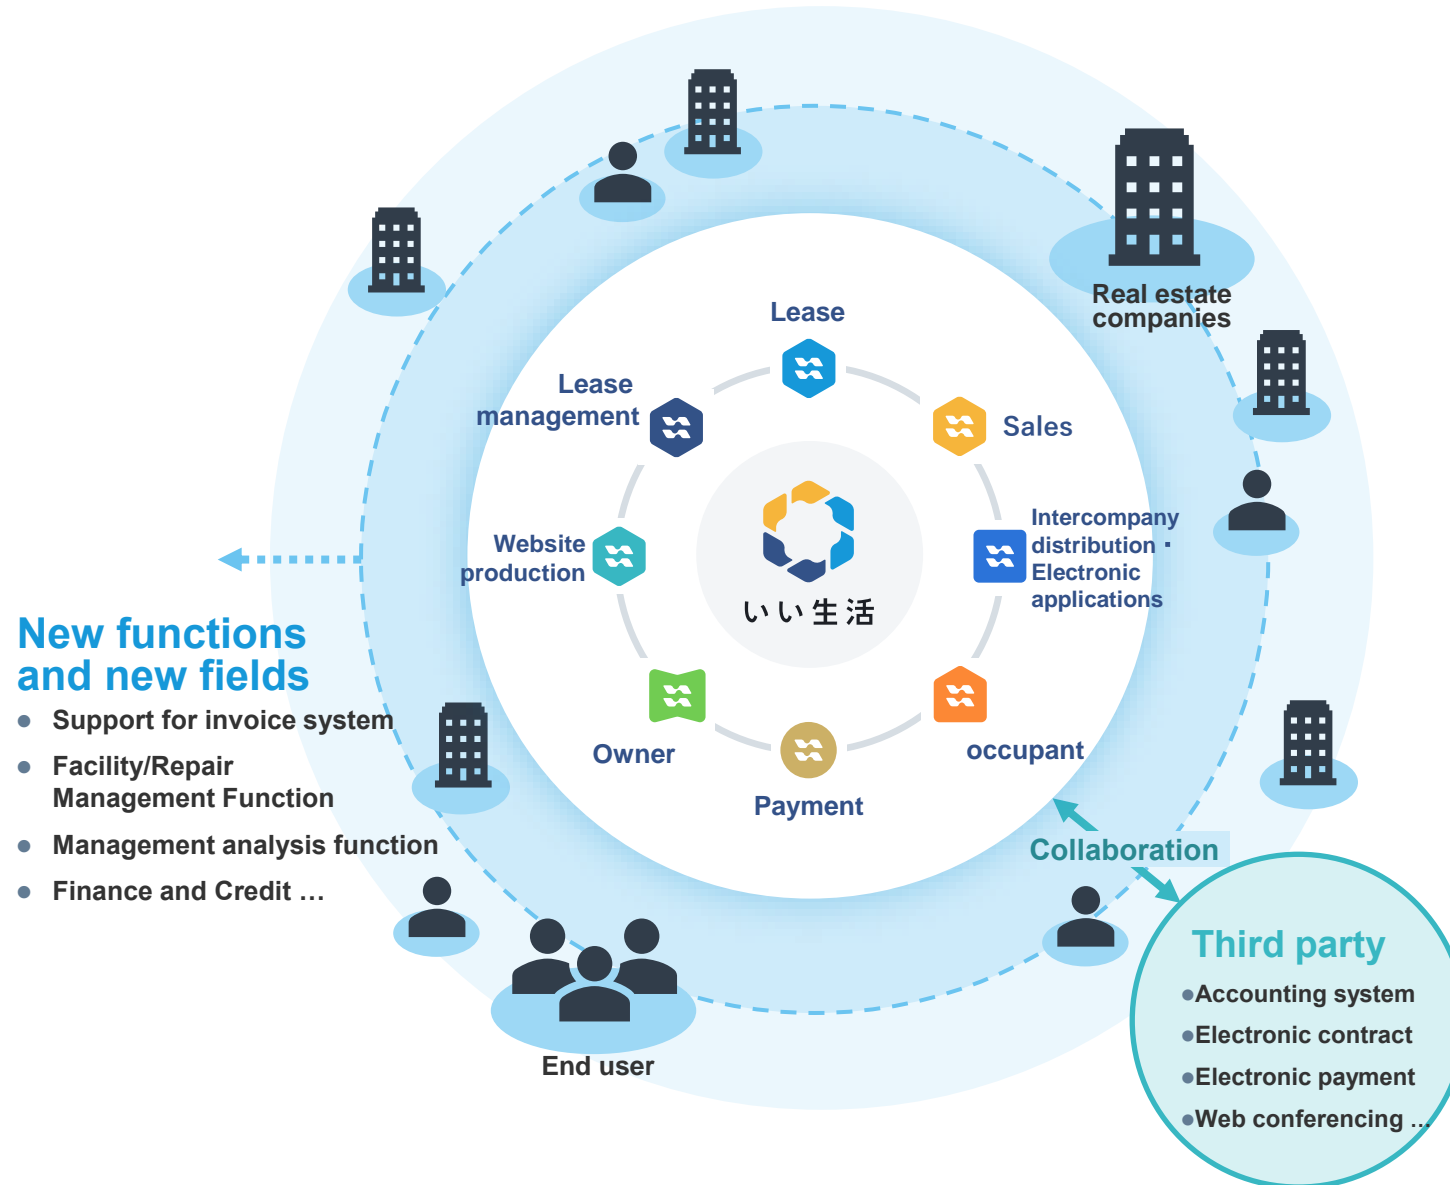 Real estate
companies
Lease
Lease
management
Sales
Website
production
Intercompany
distribution・
Electronic
applications
いい生活
Owner
occupant
Payment
New functions
and new fields
● Support for invoice system
● Facility/Repair
Management Function
● Management analysis function
● Finance and Credit …
Collaboration
End user
Third party
●Accounting system
●Electronic contract
●Electronic payment
●Web conferencing …